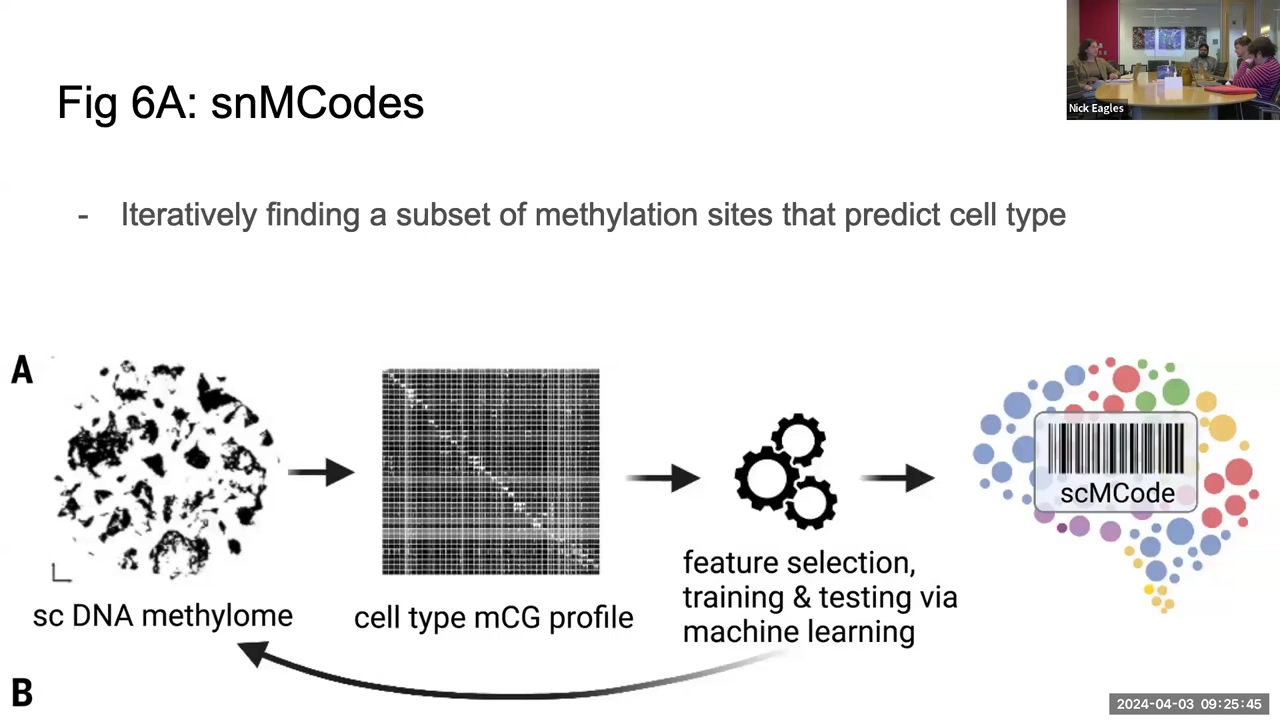 Fig 6A: snMCodes
Nick Eagles
- Iteratively finding a subset of methylation sites that predict cell type
A
scMCode
sc DNA methylome
cell type mCG profile
feature selection,
training & testing via
machine learning
B
2024-04-03 09:25:45